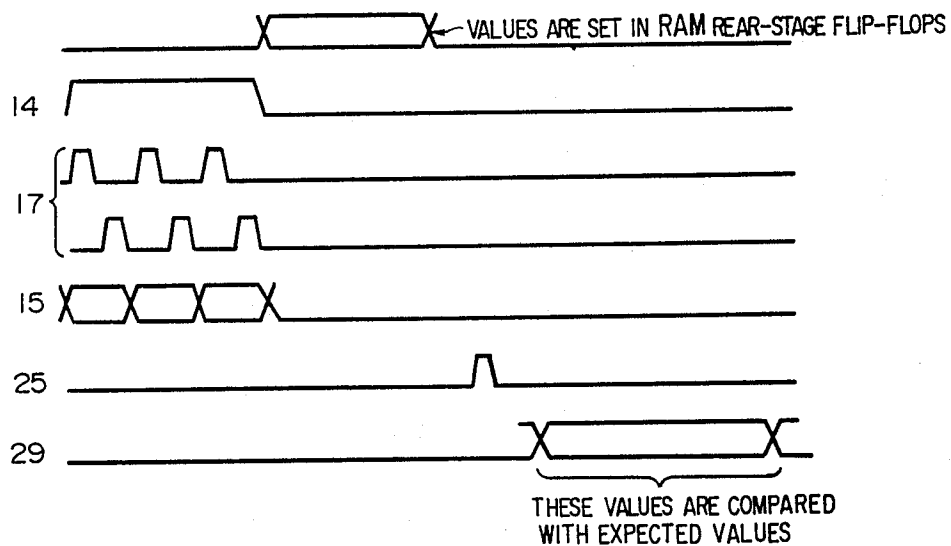 VALUES ARE SET IN RAM REAR-STAGE FLIP-FLOPS
14
17
15
25
29
THESE VALUES ARE COMPARED
WITH EXPECTED VALUES